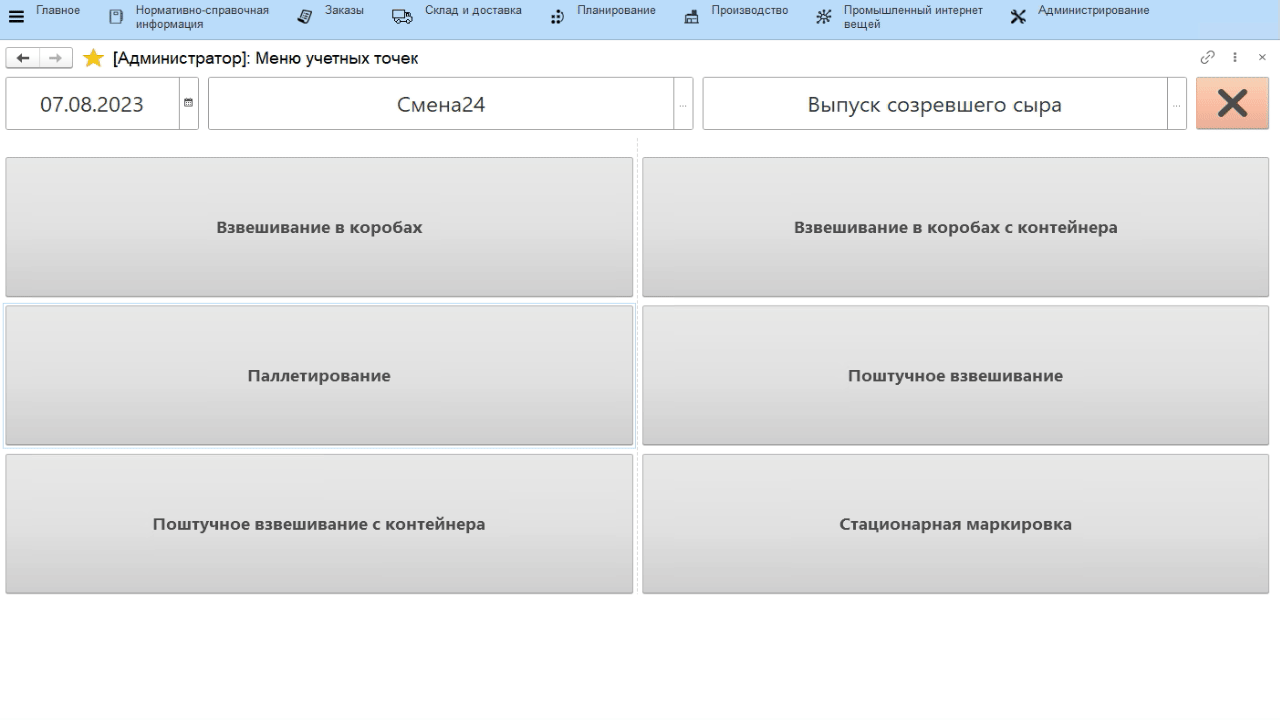 Главное
Нормативно-справочная
информация
Заказы
Склад и доставка
Планирование
Производство
Промышленный интернет
вещей
Администрирование
[Администратор]: Меню учетных точек
07.08.2023
Смена24
...
Выпуск созревшего сыра
...
Взвешивание в коробах
Взвешивание в коробах с контейнера
Паллетирование
Поштучное взвешивание
Поштучное взвешивание с контейнера
Стационарная маркировка